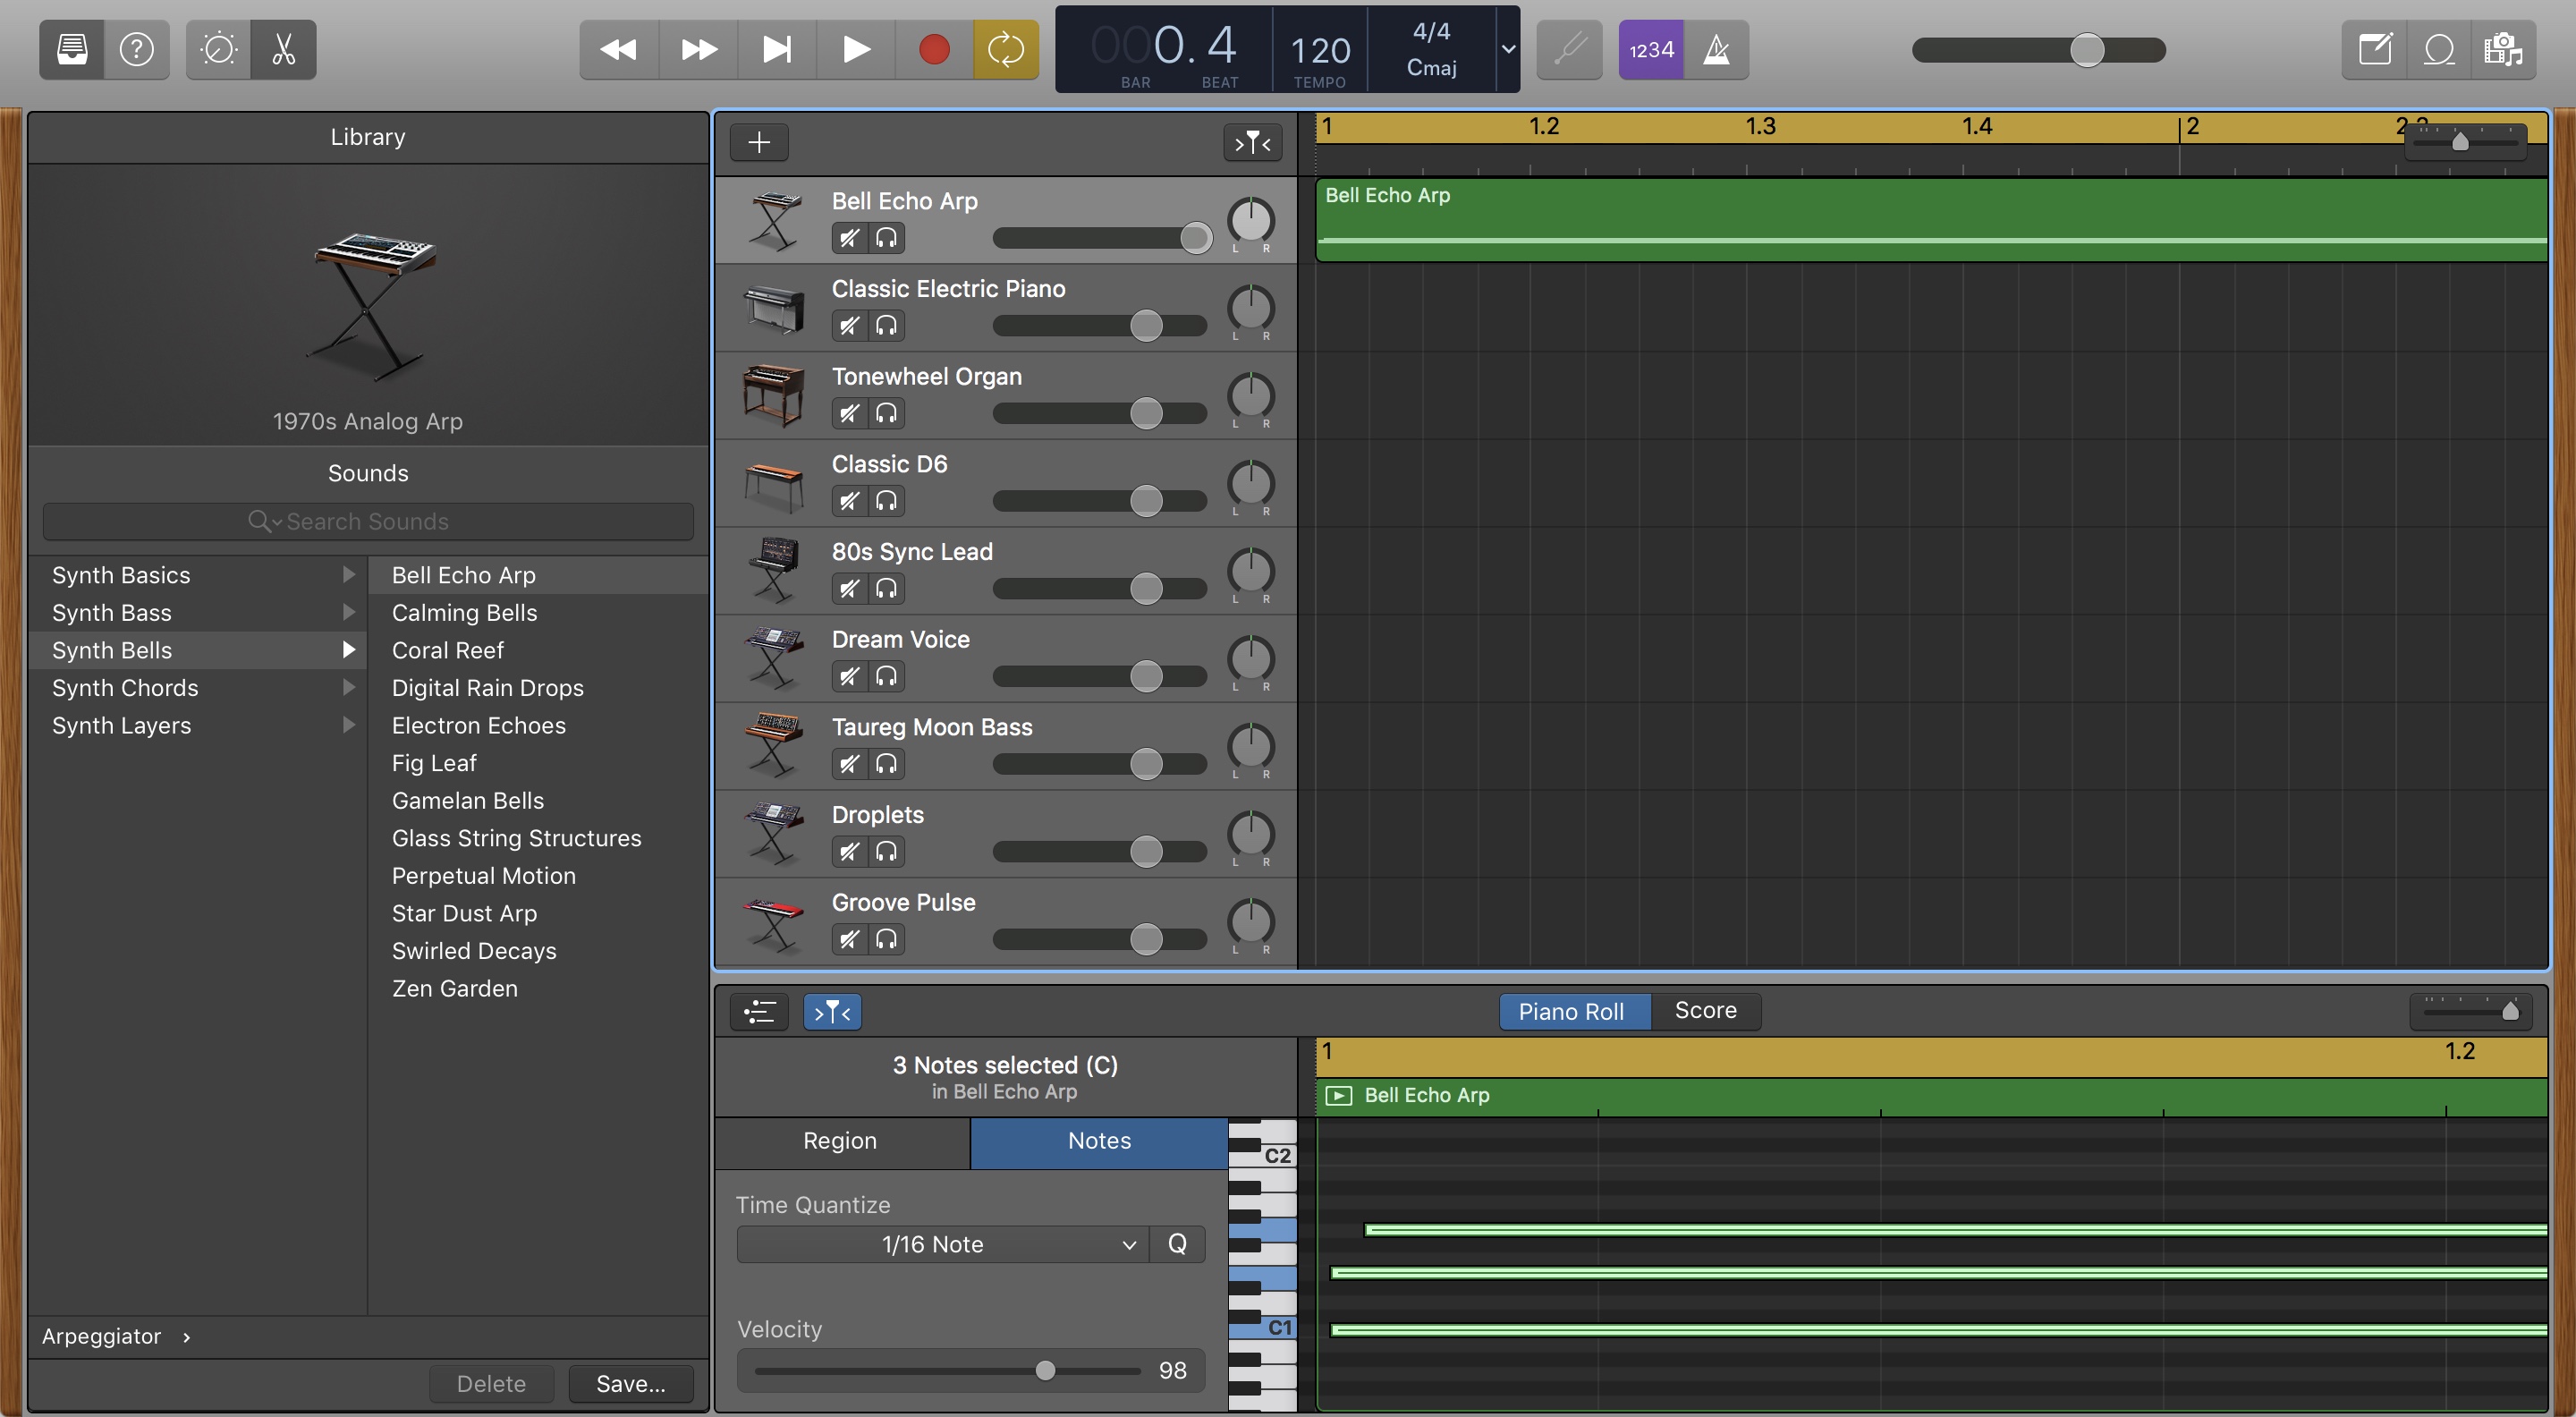 000.4
BAR
BEAT
120
TEMPO
4/4
Cmaj
1234
Library
1970s Analog Arp
Sounds
Search Sounds
Synth Basics
Synth Bass
Synth Bells
Synth Chords
Synth Layers
Bell Echo Arp
Calming Bells
Coral Reef
Digital Rain Drops
Electron Echoes
Fig Leaf
Gamelan Bells
Glass String Structures
Perpetual Motion
Star Dust Arp
Swirled Decays
Zen Garden
Arpeggiator
Delete
Save...
1 1.2 1.3 1.4 2
Bell Echo Arp
L R
Bell Echo Arp
Classic Electric Piano
L R
Tonewheel Organ
L R
Classic D6
L R
80s Sync Lead
L R
Dream Voice
L R
Taureg Moon Bass
L R
Droplets
L R
Groove Pulse
L R
Piano Roll
Score
3 Notes selected (C)
in Bell Echo Arp
1 1.2
Bell Echo Arp
Region
Notes
Time Quantize
1/16 Note
Q
Velocity
98
C2
C1